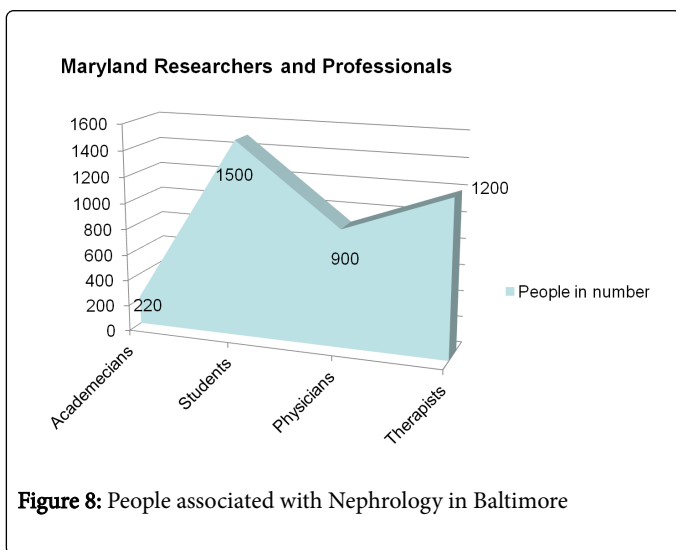 Maryland Researchers and Professionals
1600
1400
1200
1000
800
600
400
200
0
220
1500
900
1200
Academecians
Students
Physicians
Therapists
People in number
Figure 8: People associated with Nephrology in Baltimore